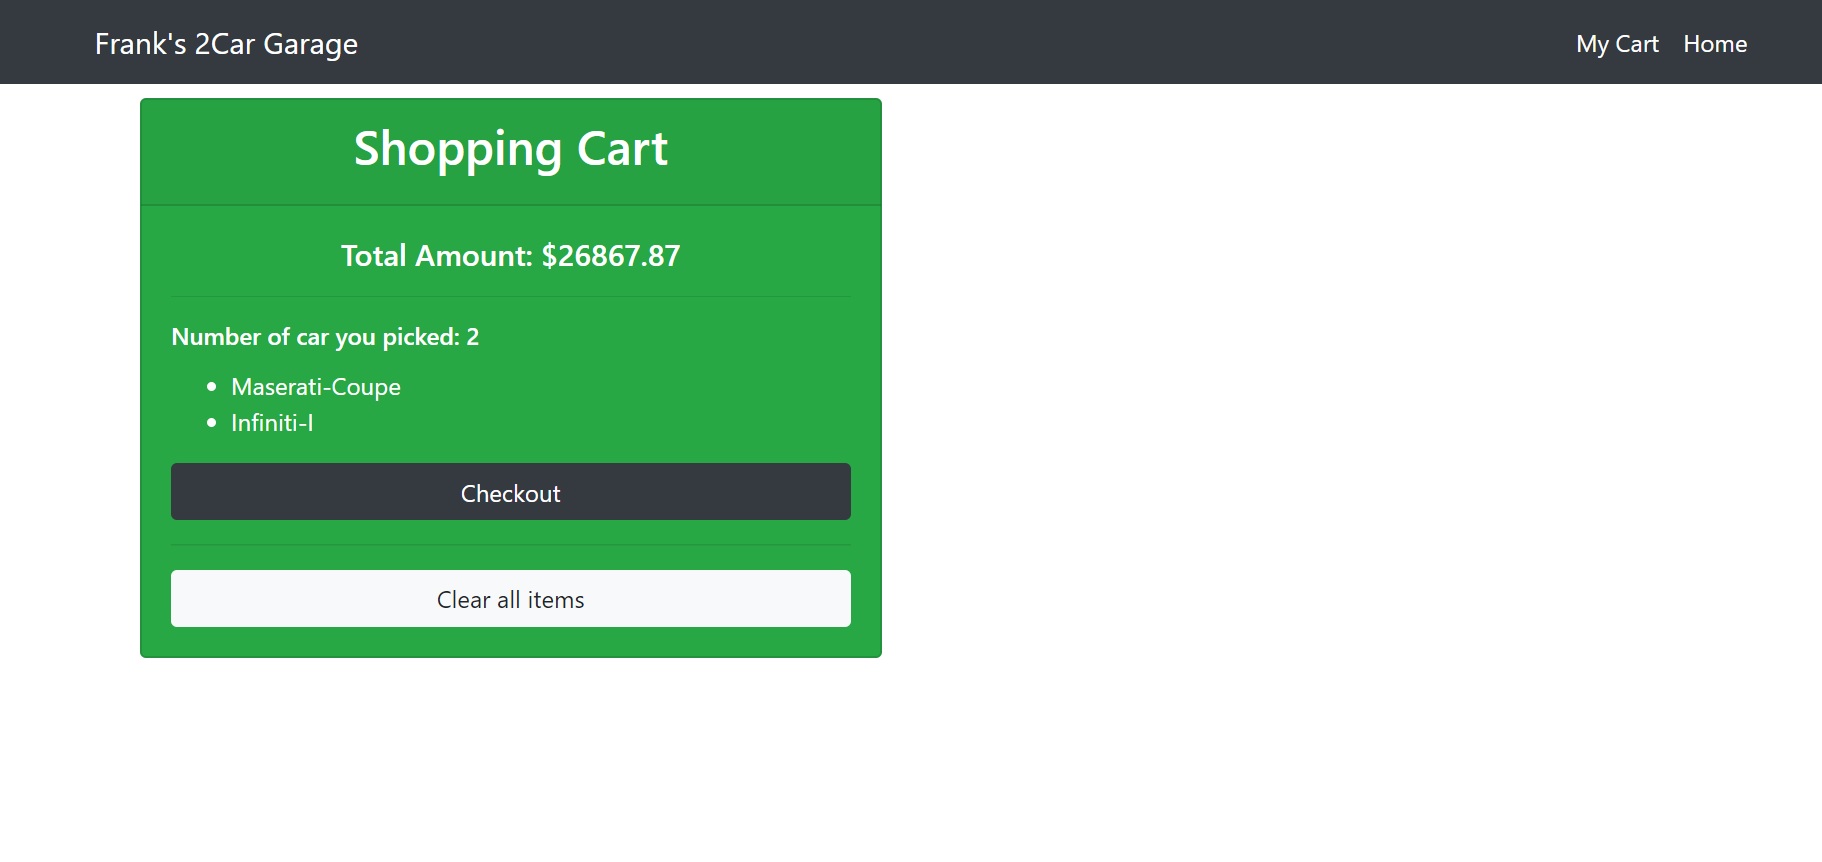 Frank's 2Car Garage
My Cart Home
Shopping Cart
Total Amount: $26867.87
Number of car you picked: 2
Maserati-Coupe
Infiniti-I
Checkout
Clear all items